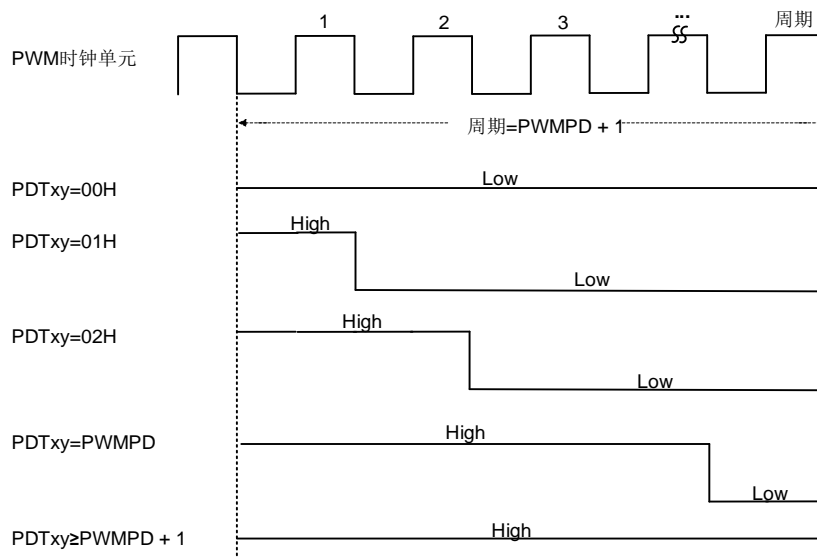 1 2 3 ... 周期
PWM时钟单元
周期=PWMPD + 1
PDTxy=00H Low
PDTxy=01H High Low
PDTxy=02H High Low
PDTxy=PWMPD High Low
PDTxy≥PWMPD + 1 High